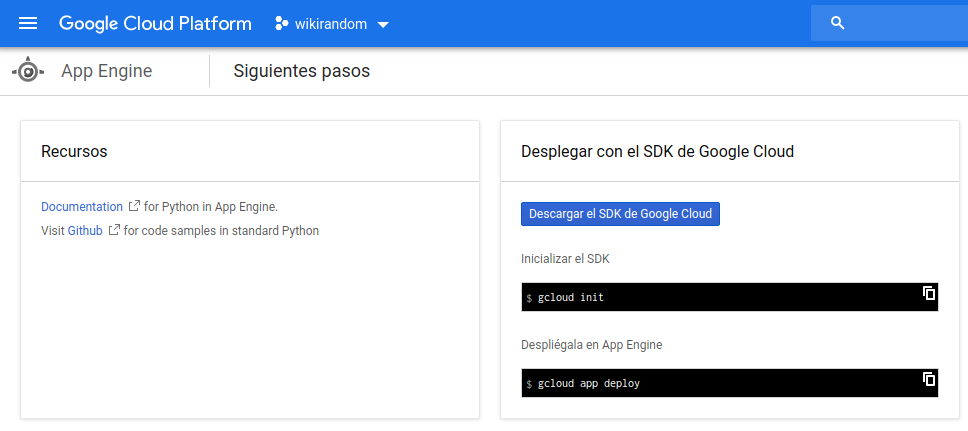 Google Cloud Platform wikirandom
App Engine Siguientes pasos
Recursos
Documentation for Python in App Engine.
Visit Github for code samples in standard Python
Desplegar con el SDK de Google Cloud
Descargar el SDK de Google Cloud
Inicializar el SDK
$ gcloud init
Despliégala en App Engine
$ gcloud app deploy